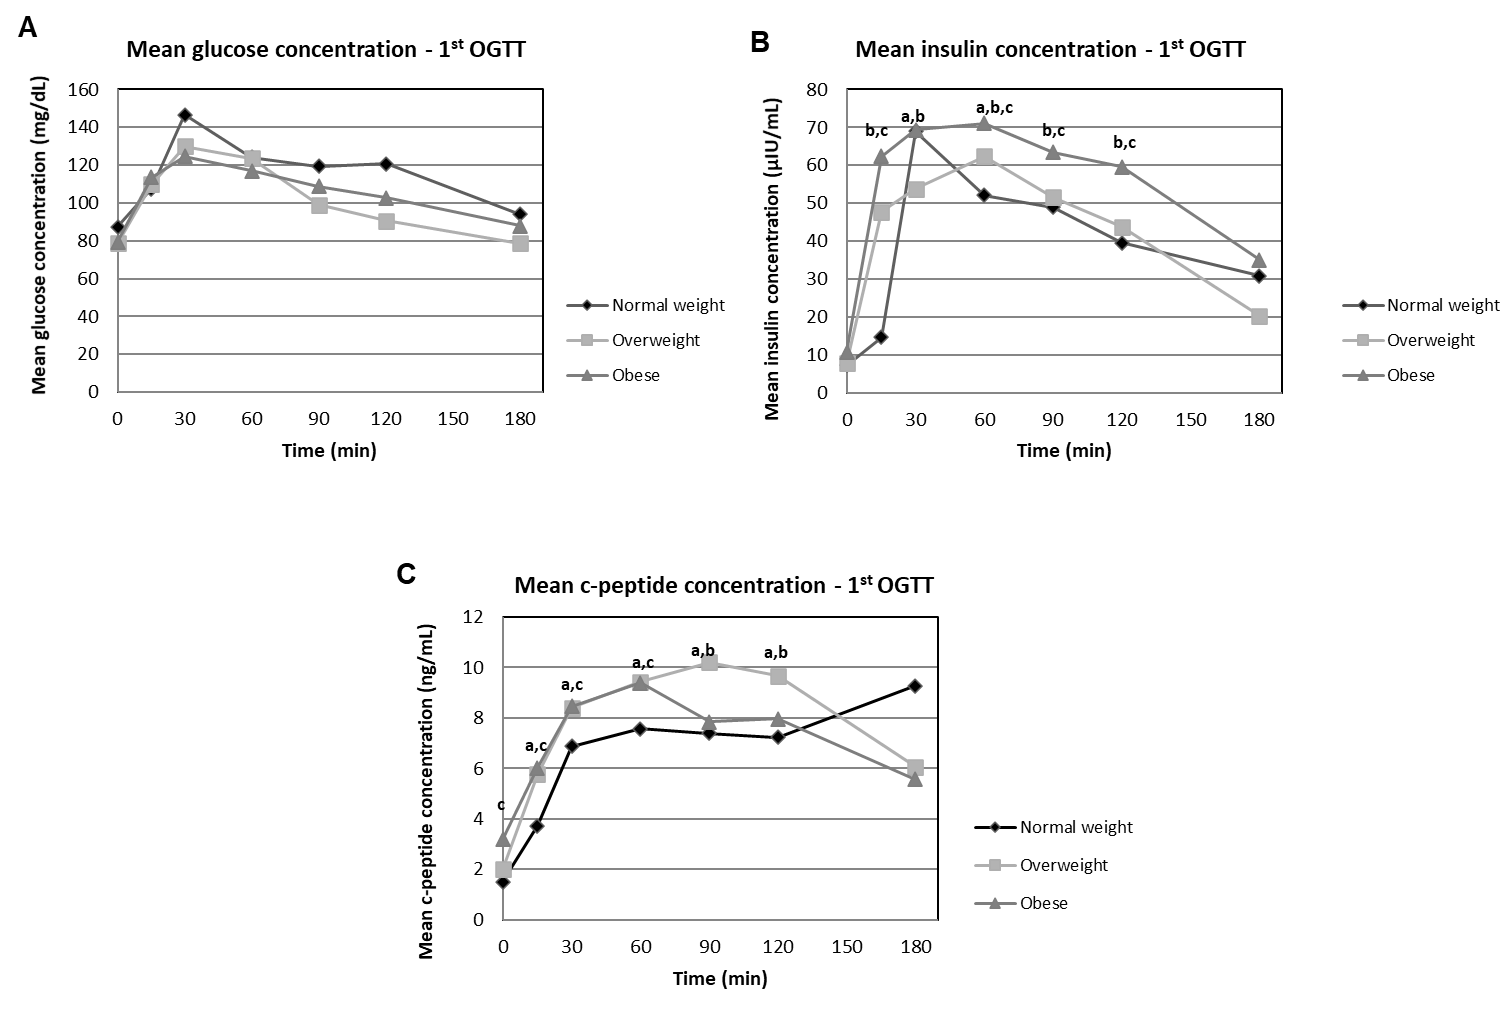 A
Mean glucose concentration - 1st OGTT
Mean glucose concentration (mg/dL)
160
140
120
100
80
60
40
20
0
0 30 60 90 120 150 180
Time (min)
Normal weight
Overweight
Obese
B
Mean insulin concentration - 1st OGTT
Mean insulin concentration (µIU/mL)
80
70
60
50
40
30
20
10
0
b,c
a,b
a,b,c
b,c
b,c
0 30 60 90 120 150 180
Time (min)
Normal weight
Overweight
Obese
C
Mean c-peptide concentration - 1st OGTT
Mean c-peptide concentration (ng/mL)
12
10
8
6
4
2
0
c
a,c
a,c
a,c
a,b
a,b
0 30 60 90 120 150 180
Time (min)
Normal weight
Overweight
Obese